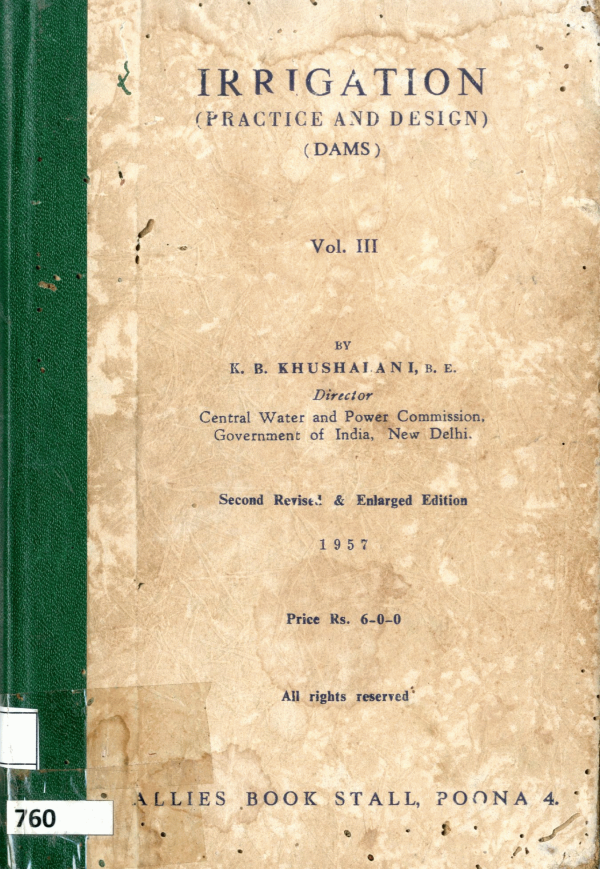 IRRIGATION
(PRACTICE AND DESIGN)
(DAMS)
Vol. III
BY
K. B. KHUSHALANI, B. E.
Director
Central Water and Power Commission,
Government of India, New Delhi.
Second Revised & Enlarged Edition
1957
Price Rs. 6-0-0
All rights reserved
ALLIES BOOK STALL, POONA 4.
760